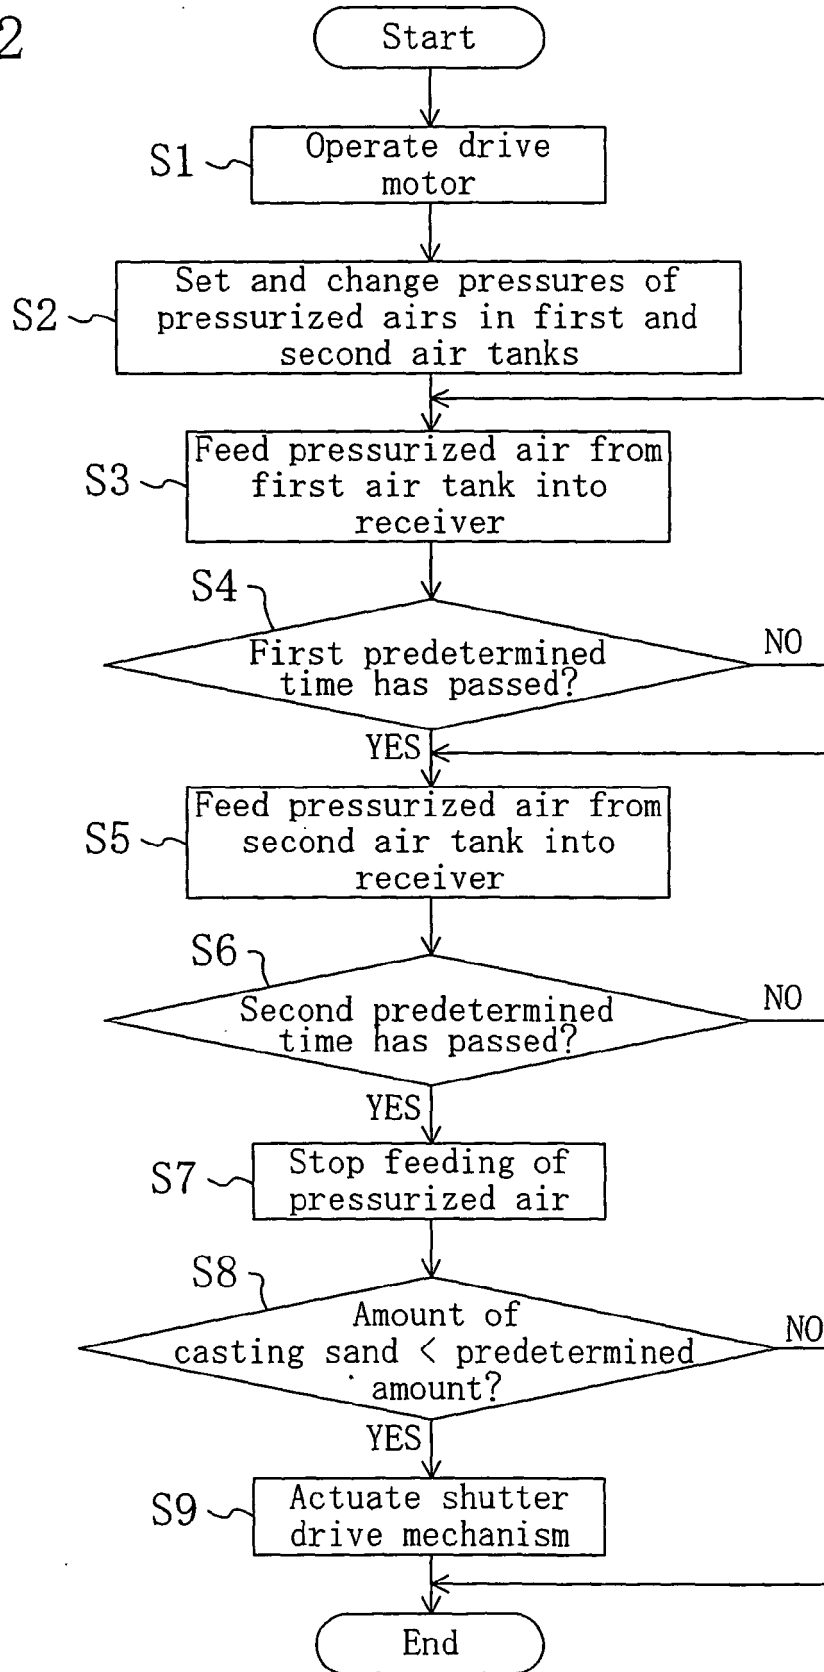 2
Start
S1
Operate drive
motor
S2
Set and change pressures of
pressurized airs in first and
second air tanks
S3
Feed pressurized air from
first air tank into
receiver
S4
First predetermined
time has passed?
NO
YES
S5
Feed pressurized air from
second air tank into
receiver
S6
Second predetermined
time has passed?
NO
YES
S7
Stop feeding of
pressurized air
S8
Amount of
casting sand < predetermined
amount?
NO
YES
S9
Actuate shutter
drive mechanism
End